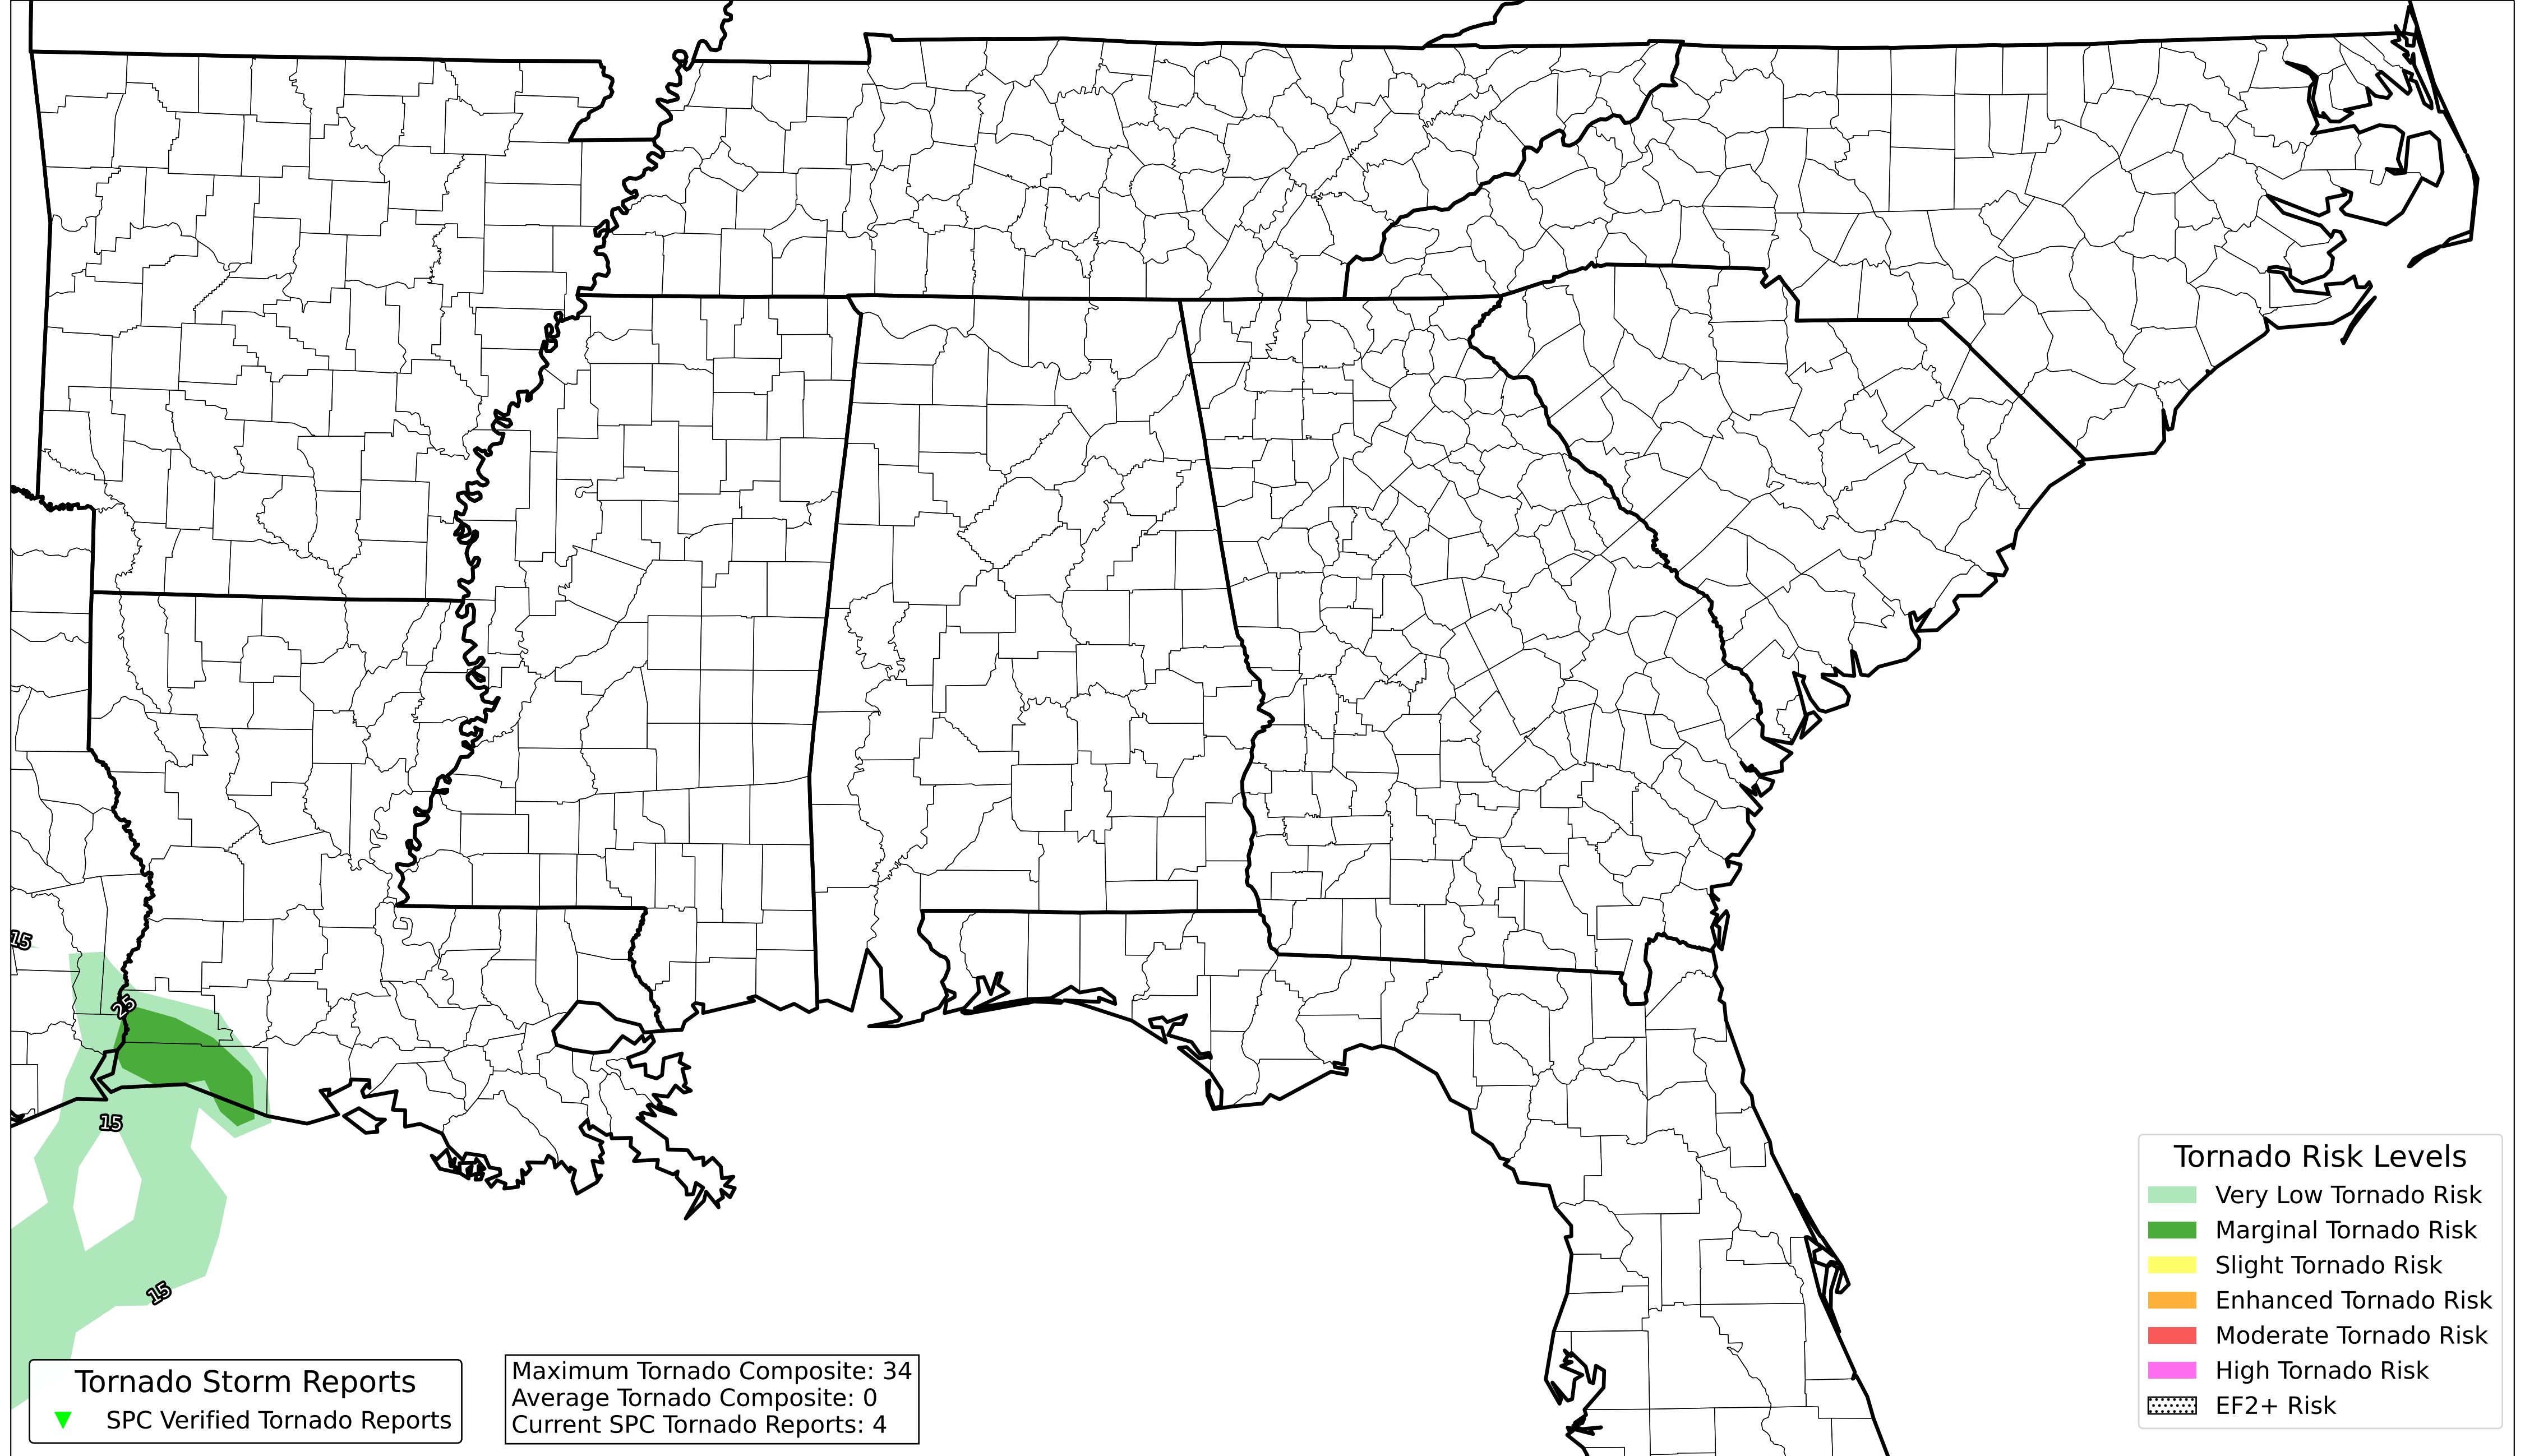 15
25
15
15
Tornado Storm Reports
SPC Verified Tornado Reports
Maximum Tornado Composite: 34
Average Tornado Composite: 0
Current SPC Tornado Reports: 4
Tornado Risk Levels
Very Low Tornado Risk
Marginal Tornado Risk
Slight Tornado Risk
Enhanced Tornado Risk
Moderate Tornado Risk
High Tornado Risk
EF2+ Risk